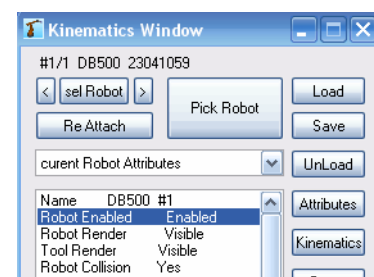 Kinematics Window
#1/1 DB500 23041059
< sel Robot >
Pick Robot
Load
Re Attach
Save
curent Robot Attributes
UnLoad
Name DB500 #1
Attributes
Robot Enabled Enabled
Robot Render Visible
Tool Render Visible
Kinematics
Robot Collision Yes